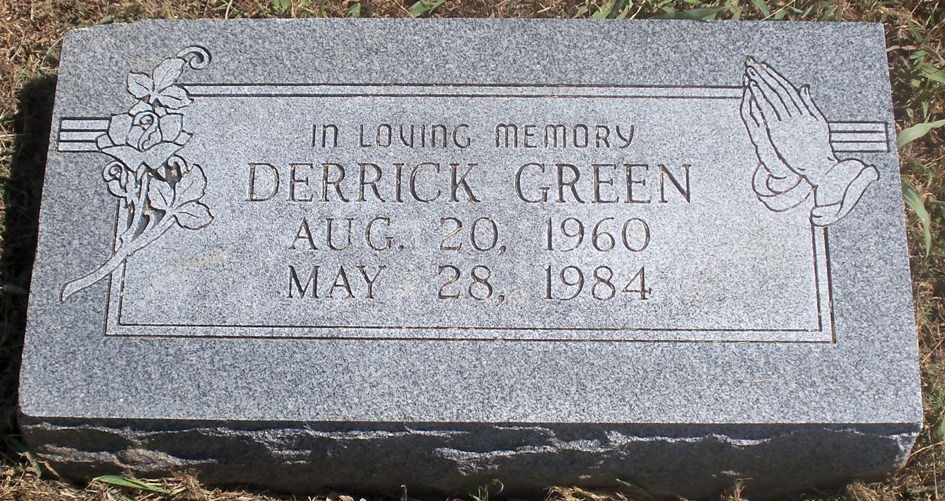 IN LOVING MEMORY
DERRICK GREEN
AUG. 20, 1960
MAY 28, 1984